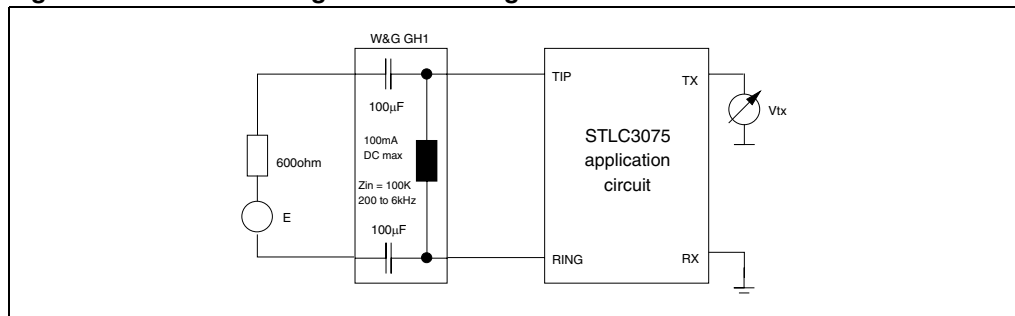 W&G GH1
TIP
TX
100μF
Vtx
100mA
DC max
STLC3075
application
circuit
600ohm
Zin = 100K
200 to 6kHz
E
100μF
RING
RX